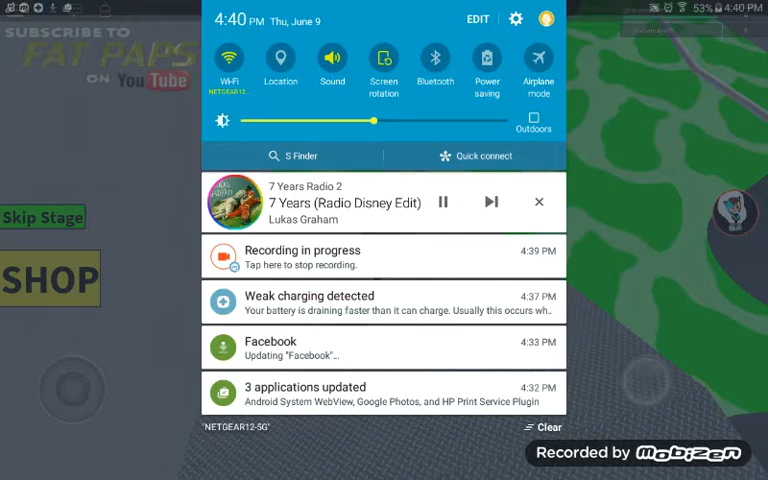 4:40 PM Thu, June 9
EDIT
53% 4:40 PM
SUBSCRIBE TO
FAT PAPS
ON YouTube
Wi-Fi
NETGEAR12...
Location
Sound
Screen
rotation
Bluetooth
Power
saving
Airplane
mode
Outdoors
S Finder
Quick connect
7 Years Radio 2
7 Years (Radio Disney Edit)
Lukas Graham
Recording in progress
4:39 PM
Tap here to stop recording.
Weak charging detected
4:37 PM
Your battery is draining faster than it can charge. Usually this occurs wh..
Facebook
4:33 PM
Updating "Facebook"...
3 applications updated
4:32 PM
Android System WebView, Google Photos, and HP Print Service Plugin
'NETGEAR12-5G'
Clear
Skip Stage
SHOP
Recorded by Mobizen